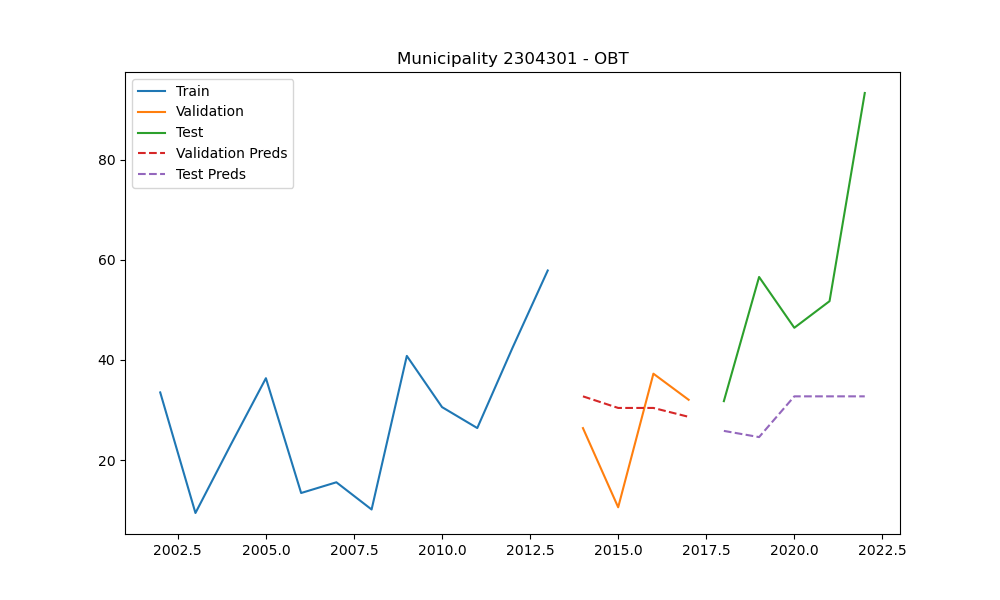 Municipality 2304301 - OBT
Train
Validation
Test
Validation Preds
Test Preds
80
60
40
20
2002.5 2005.0 2007.5 2010.0 2012.5 2015.0 2017.5 2020.0 2022.5